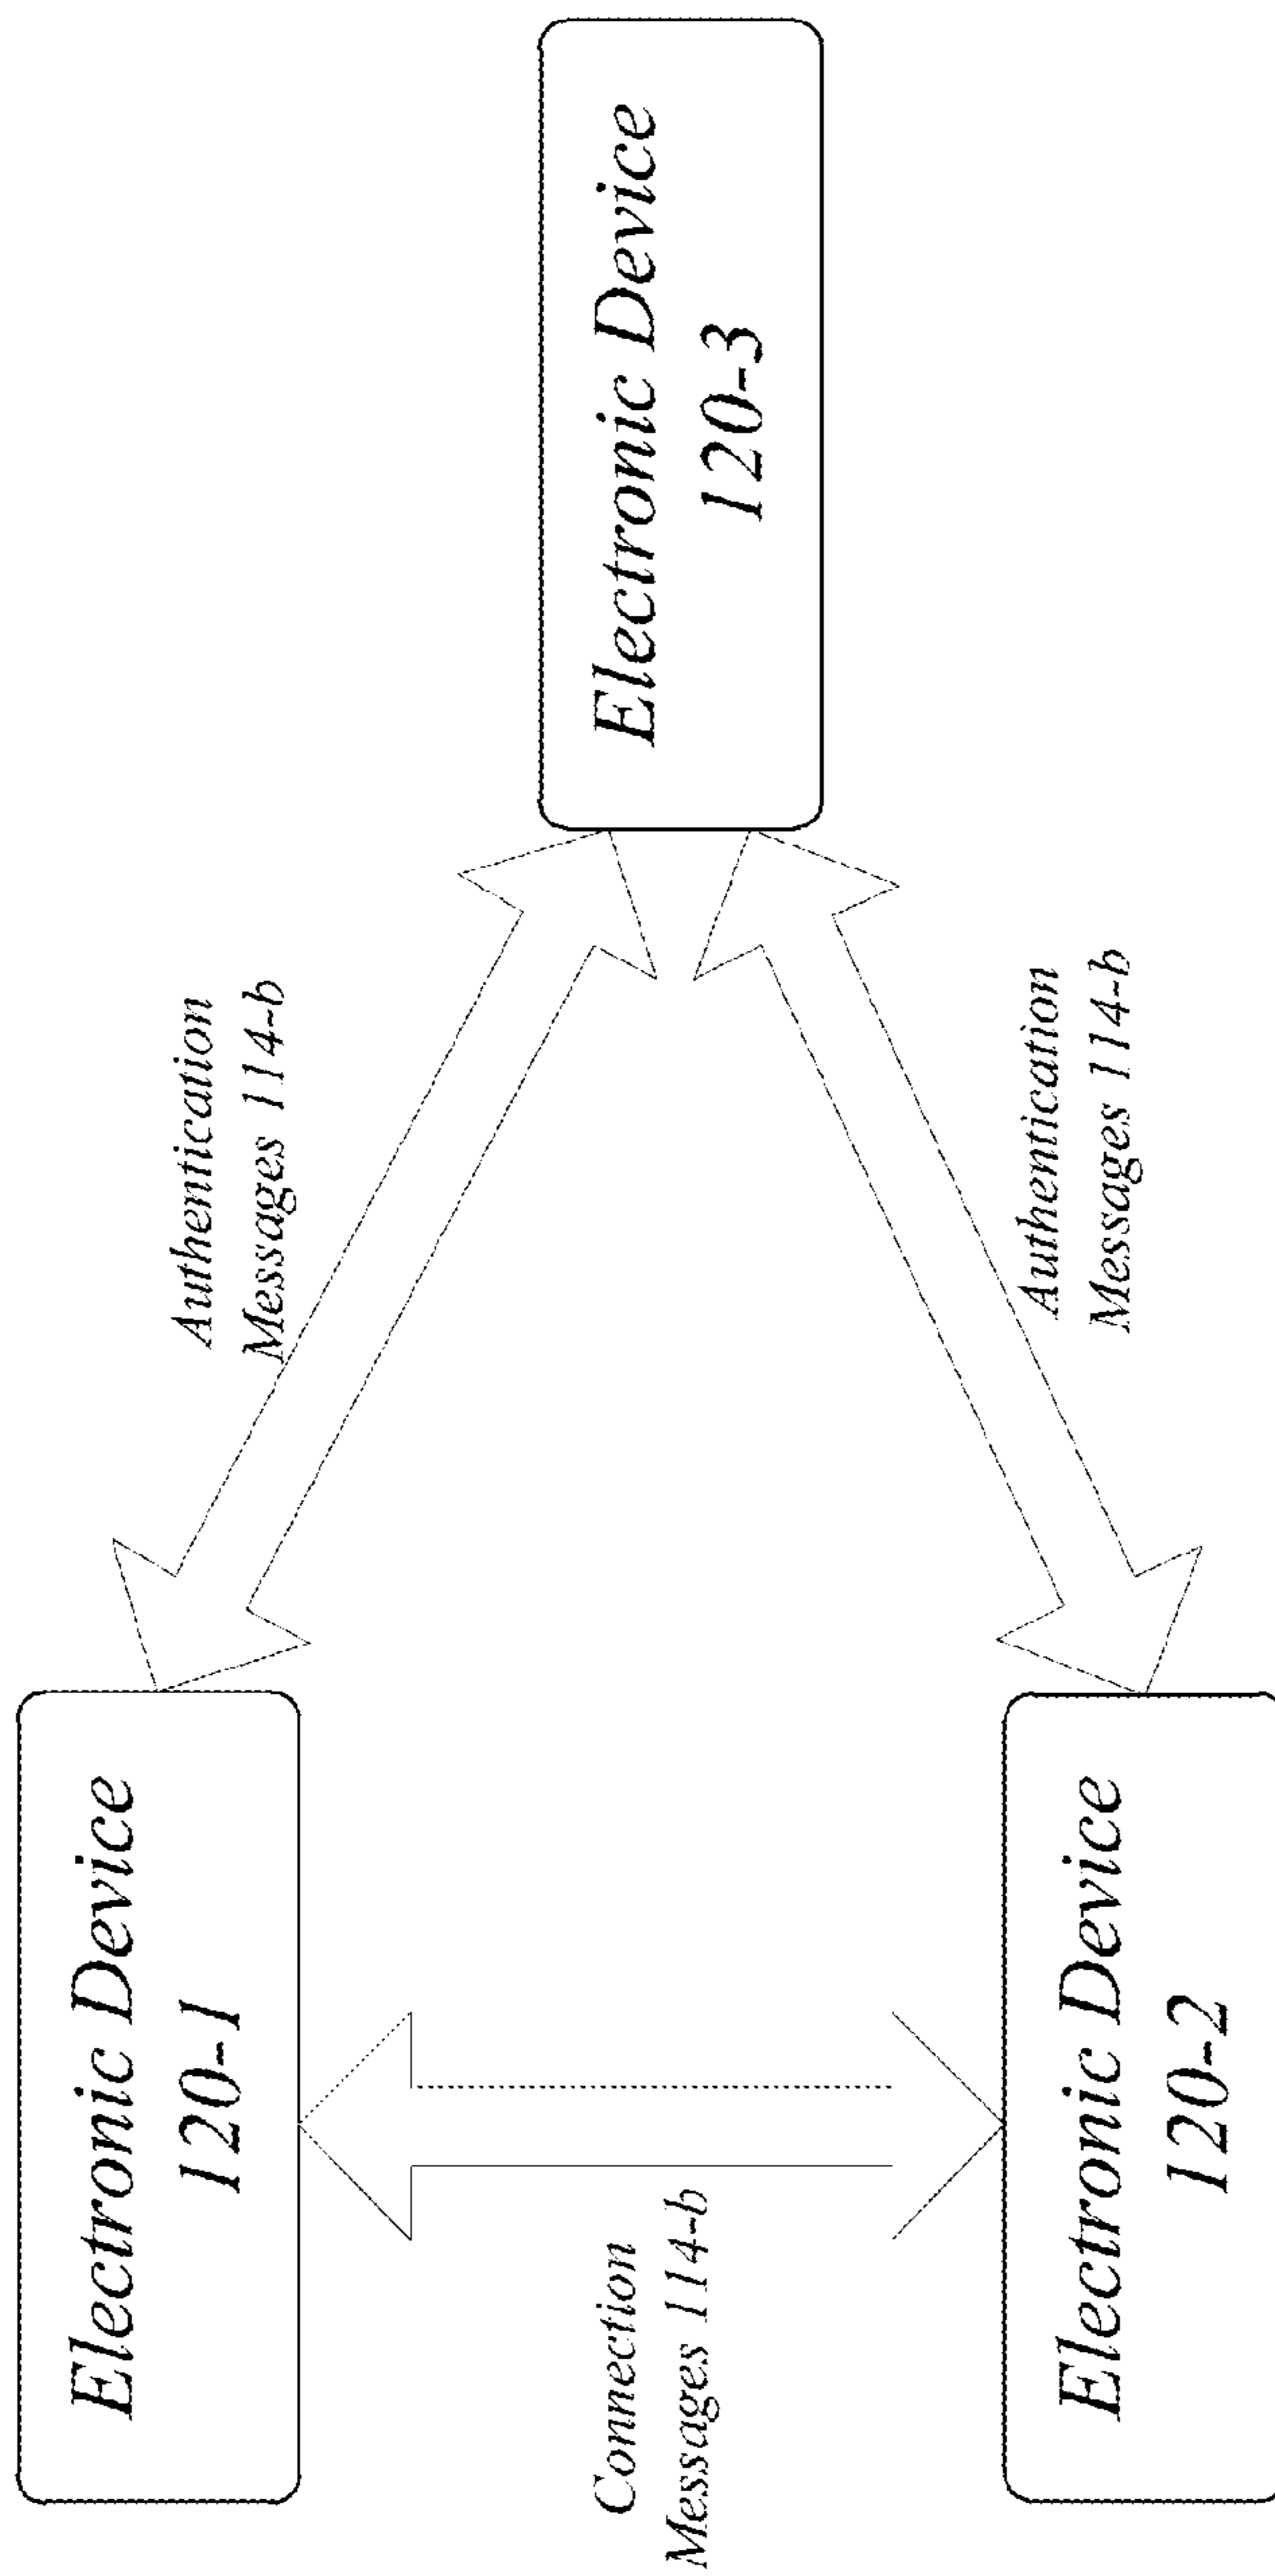 Electronic Device
120-1
Authentication
Messages 114-b
Electronic Device
120-3
Connection
Messages 114-b
Authentication
Messages 114-b
Electronic Device
120-2